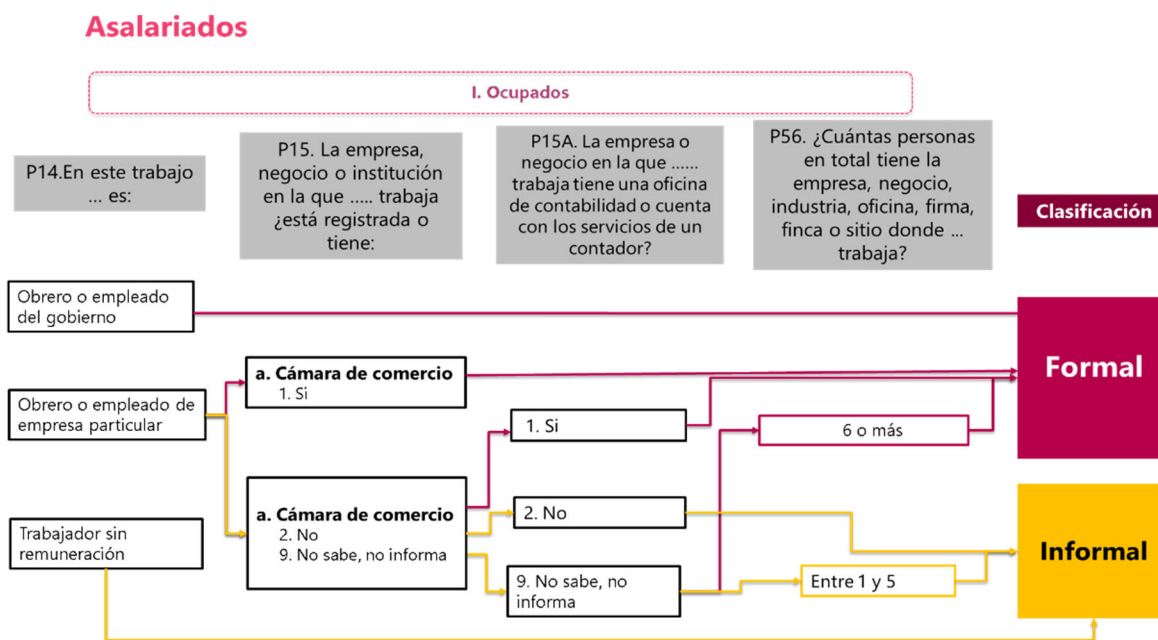 Asalariados
I. Ocupados
P14.En este trabajo
... es:
P15. La empresa,
negocio o institución
en la que ..... trabaja
¿está registrada o
tiene:
P15A. La empresa o
negocio en la que ......
trabaja tiene una oficina
de contabilidad o cuenta
con los servicios de un
contador?
P56. ¿Cuántas personas
en total tiene la
empresa, negocio,
industria, oficina, firma,
finca o sitio donde ...
trabaja?
Clasificación
Obrero o empleado
del gobierno
Obrero o empleado de
empresa particular
Trabajador sin
remuneración
a. Cámara de comercio
1. Si
a. Cámara de comercio
2. No
9. No sabe, no informa
1. Si
2. No
9. No sabe, no
informa
6 o más
Entre 1 y 5
Formal
Informal